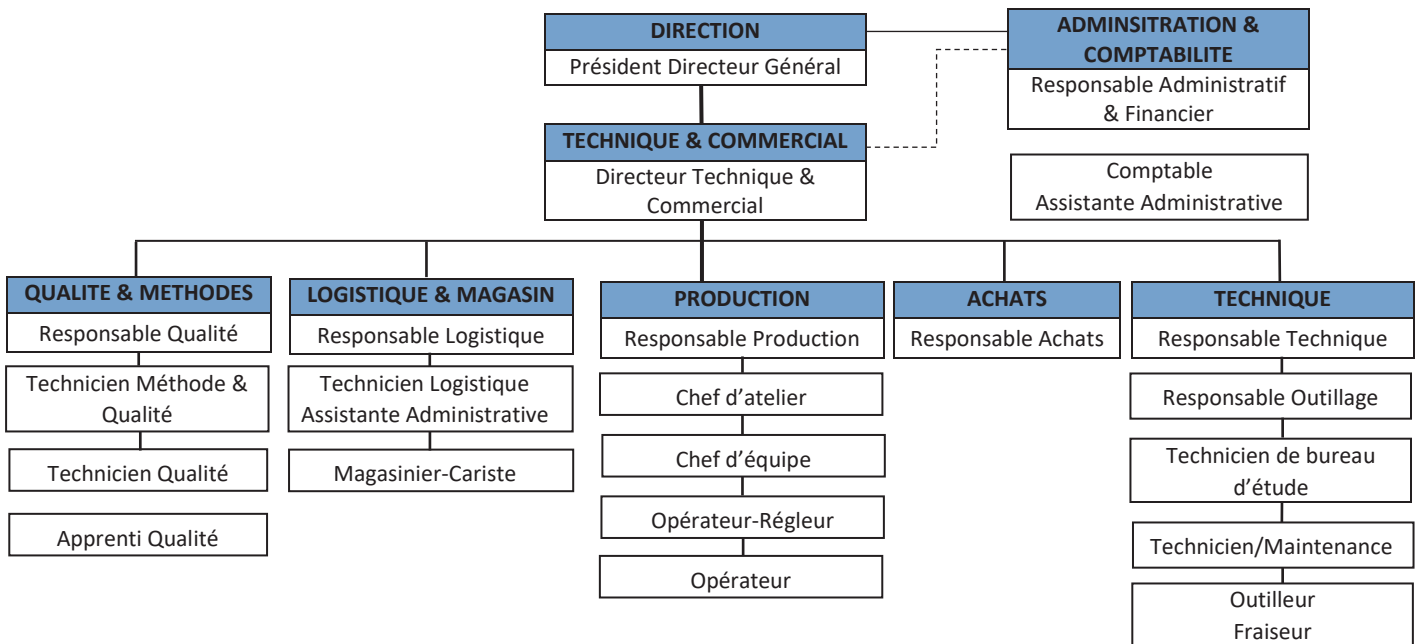 DIRECTION
Président Directeur Général
ADMINSITRATION &
COMPTABILITE
Responsable Administratif
& Financier
TECHNIQUE & COMMERCIAL
Directeur Technique &
Commercial
Comptable
Assistante Administrative
QUALITE & METHODES
Responsable Qualité
Technicien Méthode &
Qualité
Technicien Qualité
Apprenti Qualité
LOGISTIQUE & MAGASIN
Responsable Logistique
Technicien Logistique
Assistante Administrative
Magasinier-Cariste
PRODUCTION
Responsable Production
Chef d’atelier
Chef d’équipe
Opérateur-Régleur
Opérateur
ACHATS
Responsable Achats
TECHNIQUE
Responsable Technique
Responsable Outillage
Technicien de bureau
d’étude
Technicien/Maintenance
Outilleur
Fraiseur